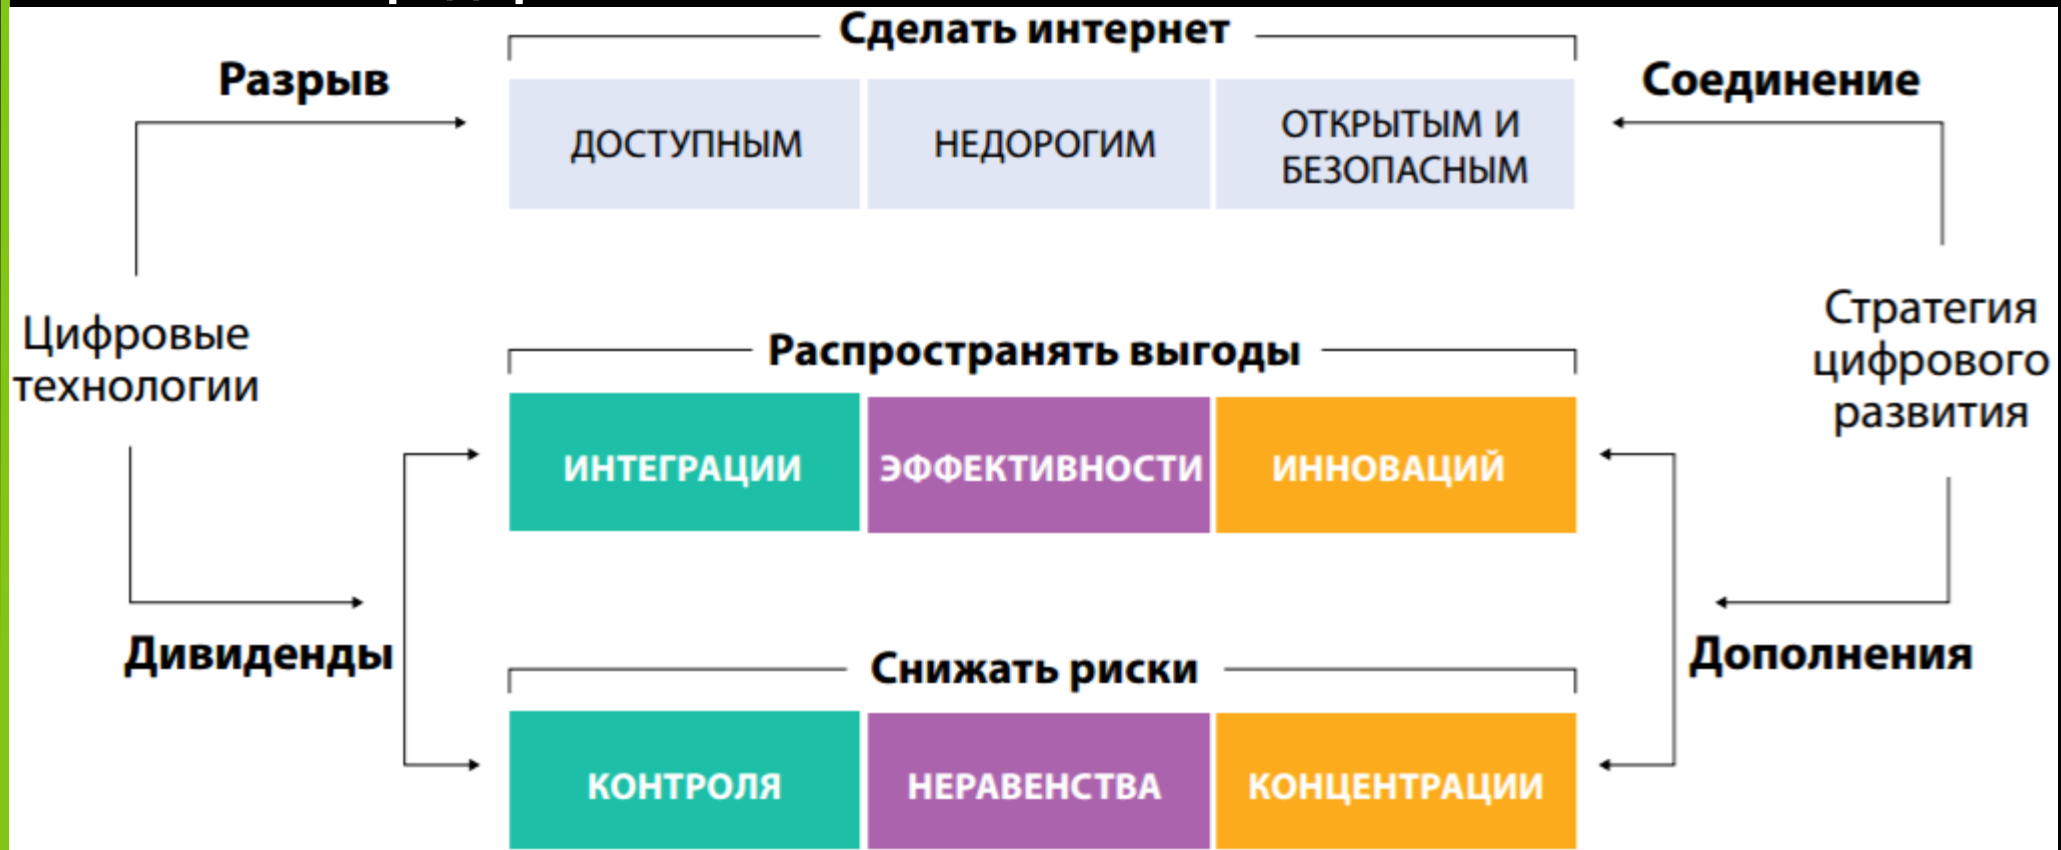 Сделать интернет
Разрыв
Соединение
ДОСТУПНЫМ
НЕДОРОГИМ
ОТКРЫТЫМ И
БЕЗОПАСНЫМ
Цифровые
технологии
Стратегия
цифрового
развития
Распространять выгоды
ИНТЕГРАЦИИ
ЭФФЕКТИВНОСТИ
ИННОВАЦИЙ
Дивиденды
Дополнения
Снижать риски
КОНТРОЛЯ
НЕРАВЕНСТВА
КОНЦЕНТРАЦИИ